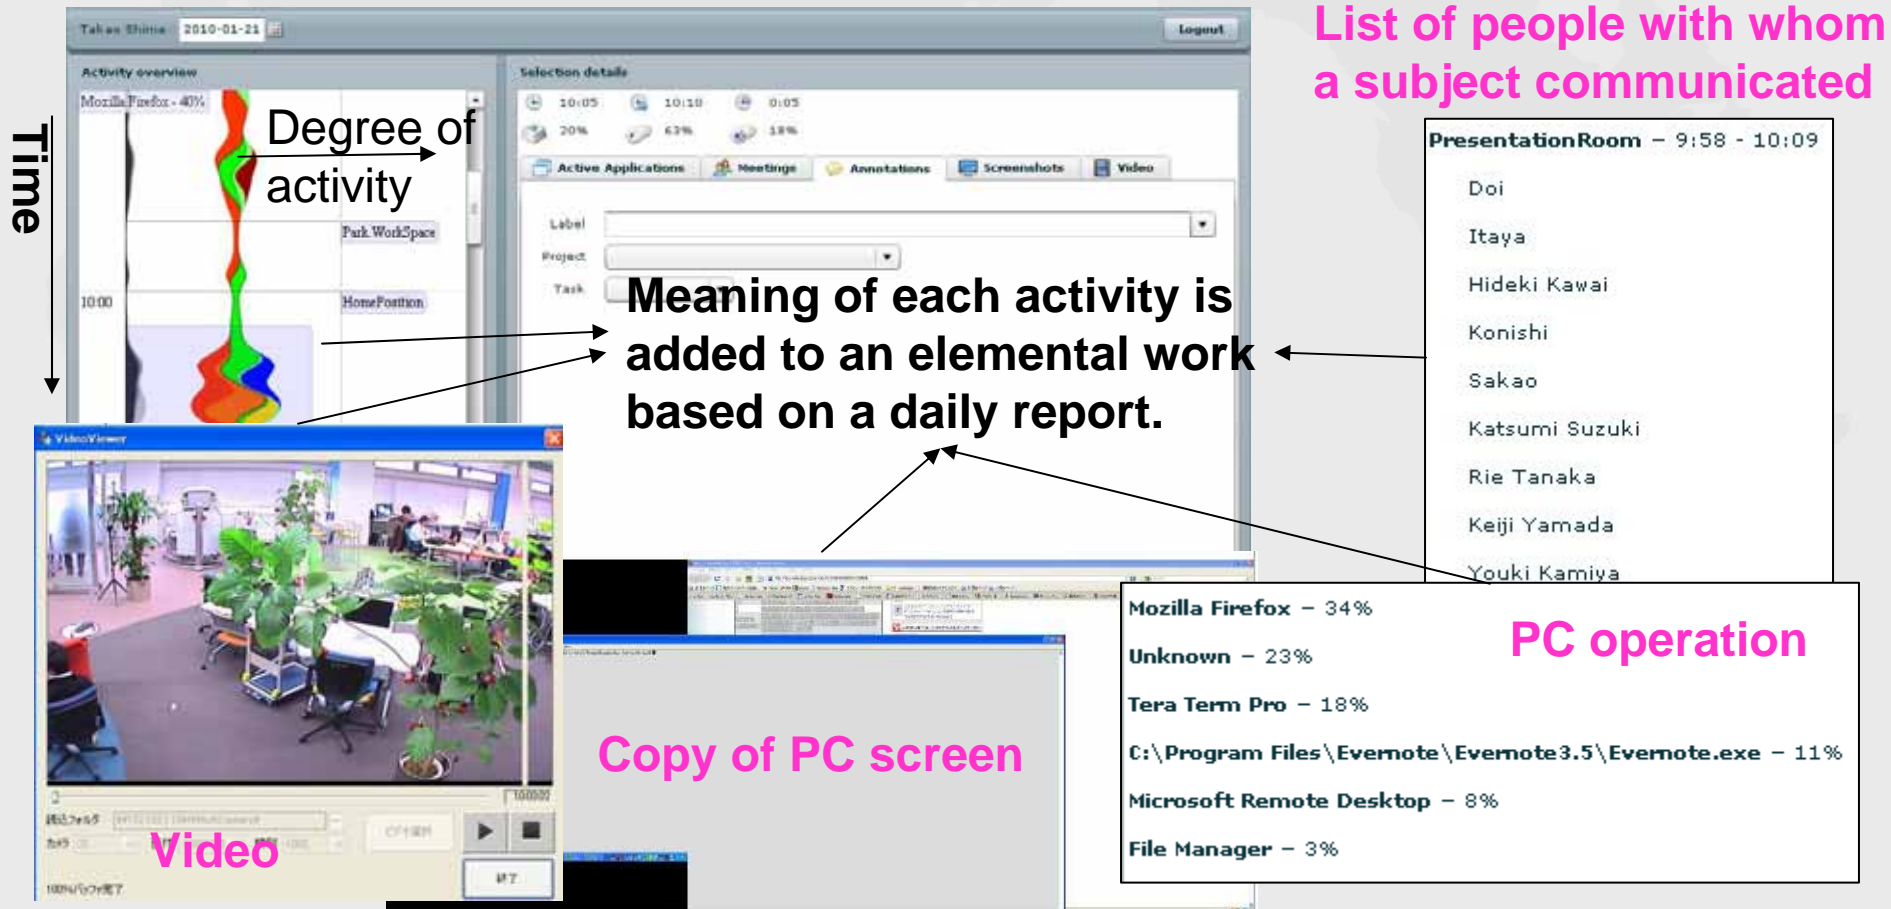 List of people with whom
a subject communicated
2010-01-21
Logout
Activity overview
Selection details
Mozilla Firefox - 40%
Time
Degree of
activity
10:05
10:10
0:05
20%
63%
18%
Active Applications
Meetings
Annotations
Screenshots
Video
Label
Project
Task
Park WorkSpace
10:00
HomePosition
Meaning of each activity is
added to an elemental work
based on a daily report.
PresentationRoom – 9:58 - 10:09
Doi
Itaya
Hideki Kawai
Konishi
Sakao
Katsumi Suzuki
Rie Tanaka
Keiji Yamada
Youki Kamiya
VideoViewer
Video
終了
Copy of PC screen
PC operation
Mozilla Firefox – 34%
Unknown – 23%
Tera Term Pro – 18%
C:\Program Files\Evernote\Evernote3.5\Evernote.exe – 11%
Microsoft Remote Desktop – 8%
File Manager – 3%